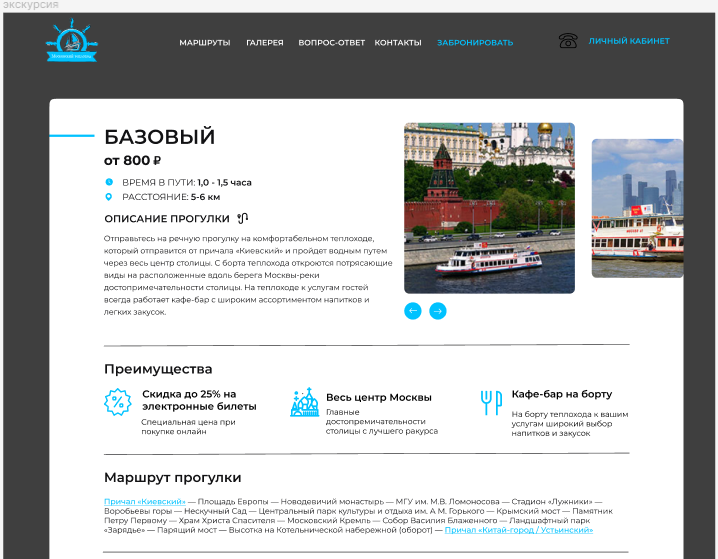 экскурсия
МАРШРУТЫ ГАЛЕРЕЯ ВОПРОС-ОТВЕТ КОНТАКТЫ ЗАБРОНИРОВАТЬ ЛИЧНЫЙ КАБИНЕТ
БАЗОВЫЙ
от 800 ₽
ВРЕМЯ В ПУТИ: 1,0 - 1,5 часа
РАССТОЯНИЕ: 5-6 км
ОПИСАНИЕ ПРОГУЛКИ
Отправьтесь на речную прогулку на комфортабельном теплоходе,
который отправится от причала «Киевский» и пройдет водным путем
через весь центр столицы. С борта теплохода откроются потрясающие
виды на расположенные вдоль берега Москвы-реки
достопримечательности столицы. На теплоходе к услугам гостей
всегда работает кафе-бар с широким ассортиментом напитков и
легких закусок.
Преимущества
Скидка до 25% на
электронные билеты
Специальная цена при
покупке онлайн
Весь центр Москвы
Главные
достопримичательности
столицы с лучшего ракурса
Кафе-бар на борту
На борту теплохода к вашим
услугам широкий выбор
напитков и закусок
Маршрут прогулки
Причал «Киевский» — Площадь Европы — Новодевичий монастырь — МГУ им. М.В. Ломоносова — Стадион «Лужники» —
Воробьевы горы — Нескучный Сад — Центральный парк культуры и отдыха им. А М. Горького — Крымский мост — Памятник
Петру Первому — Храм Христа Спасителя — Московский Кремль — Собор Василия Блаженного — Ландшафтный парк
«Зарядье» — Парящий мост — Высотка на Котельнической набережной (оборот) — Причал «Китай-город / Устьинский»